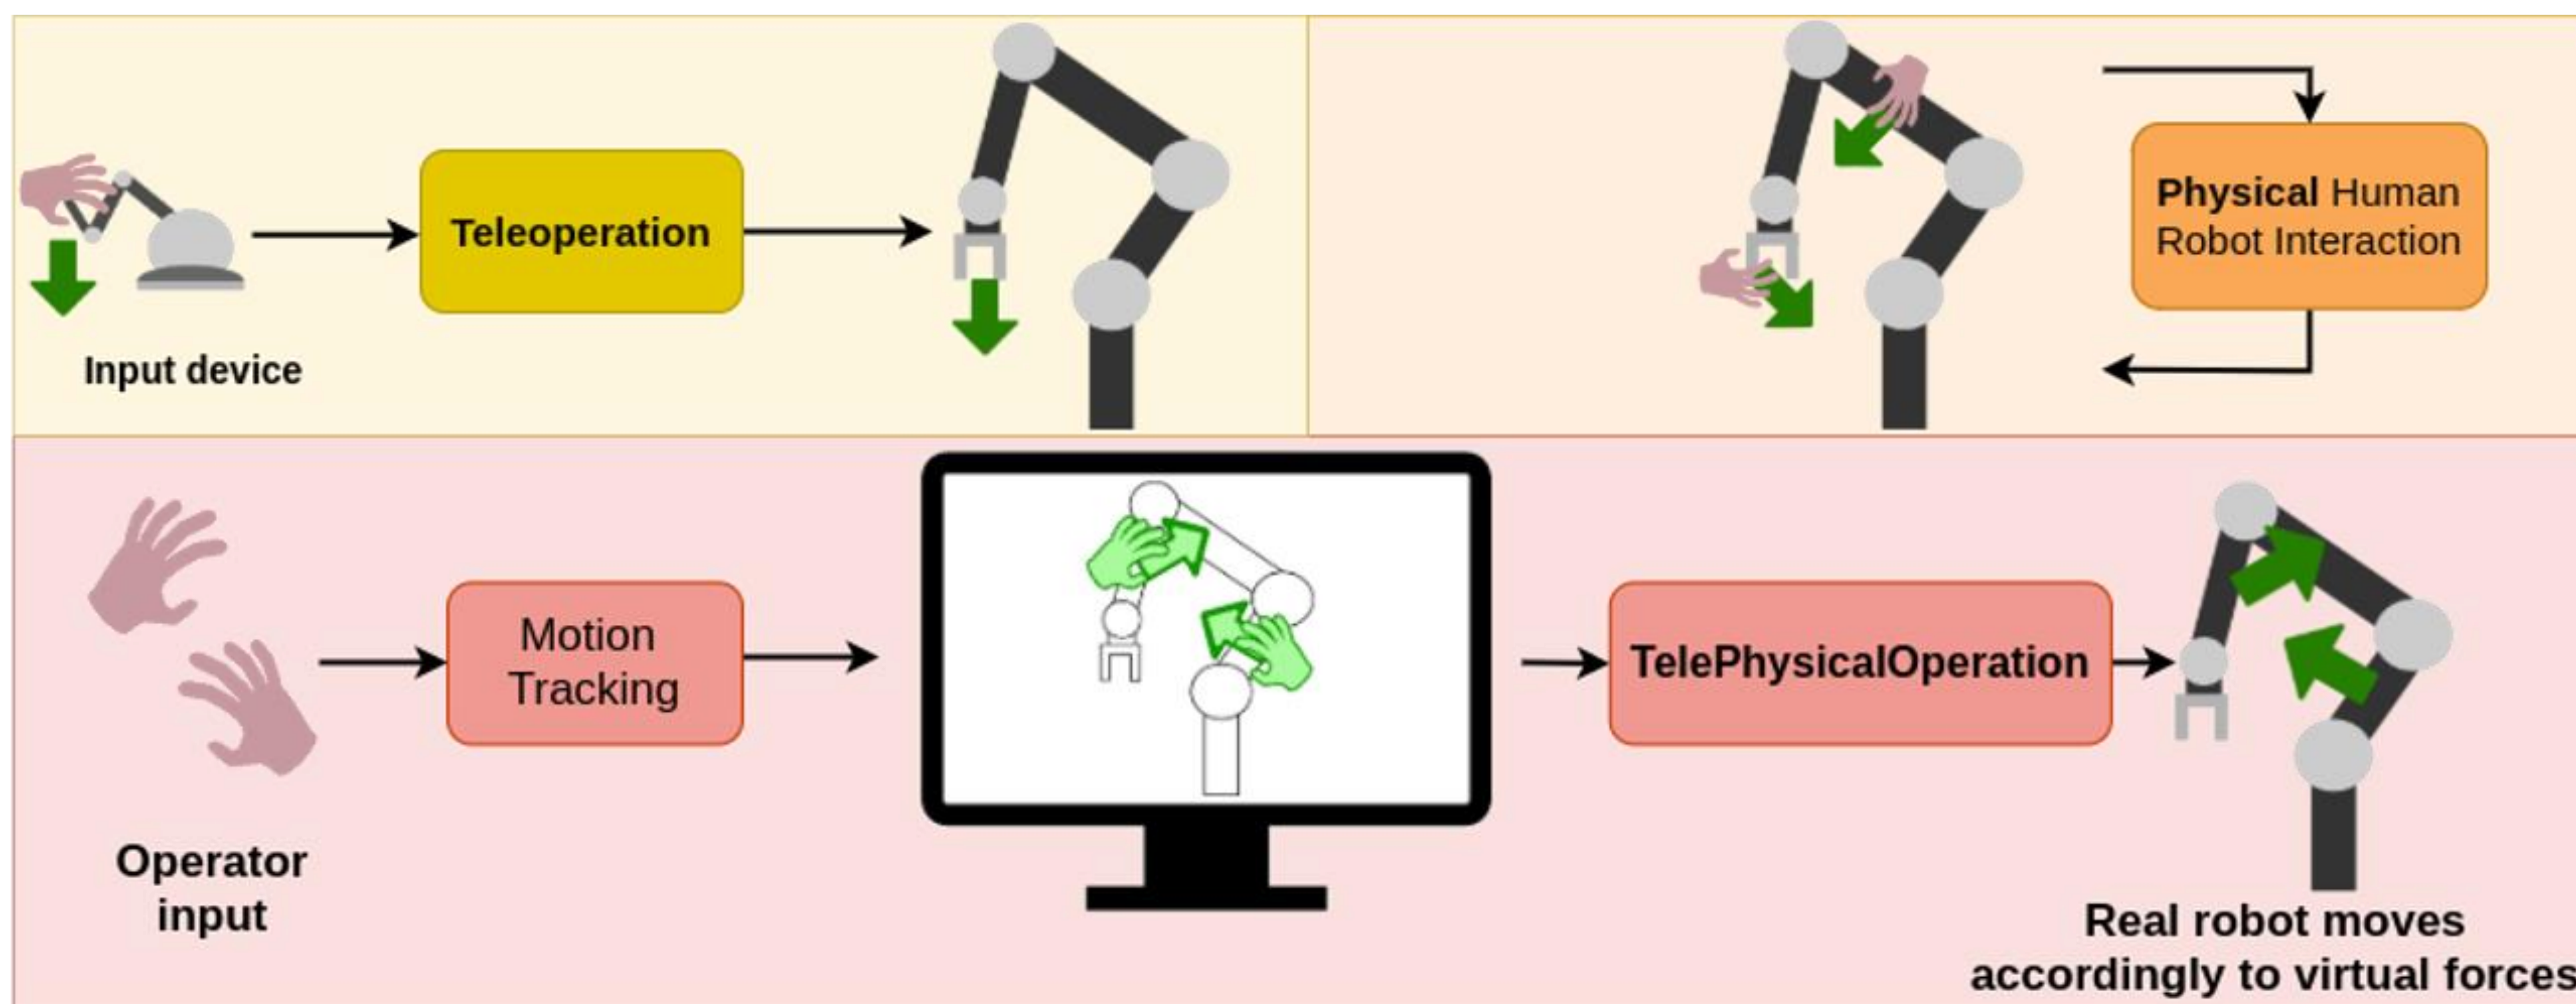 Teleoperation
Input device
Physical Human
Robot Interaction
Motion
Tracking
TelePhysicalOperation
Operator
input
Real robot moves
accordingly to virtual forces